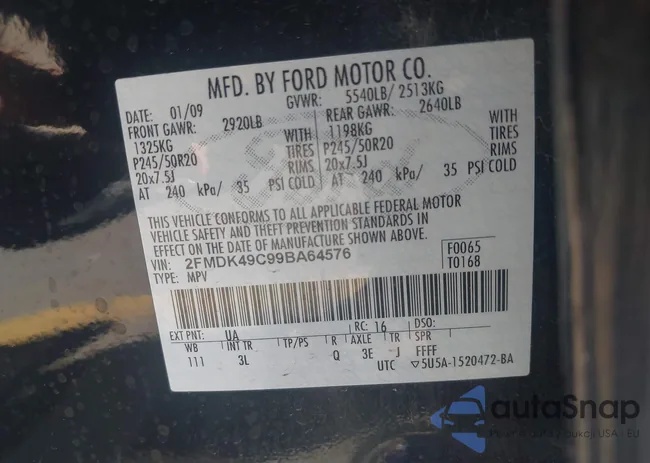 MFD. BY FORD MOTOR CO.
DATE: 01/09 GVWR: 5540LB/ 2513KG
FRONT GAWR: 2920LB REAR GAWR: 2640LB
1325KG WITH 1198KG WITH
P245/50R20 TIRES P245/50R20 TIRES
20x7.5J RIMS 20x7.5J RIMS
AT 240 kPa/ 35 PSI COLD AT 240 kPa/ 35 PSI COLD
THIS VEHICLE CONFORMS TO ALL APPLICABLE FEDERAL MOTOR
VEHICLE SAFETY AND THEFT PREVENTION STANDARDS IN
EFFECT ON THE DATE OF MANUFACTURE SHOWN ABOVE.
VIN: 2FMDK49C99BA64576 F0065
TYPE: MPV T0168
EXT PNT: UA RC: 16 DSO:
WB INT TR TP/PS R AXLE TR SPR
111 3L Q 3E J FFFF
UTC ▽5U5A-1520472-BA
Ford
autoSnap
USA - EU